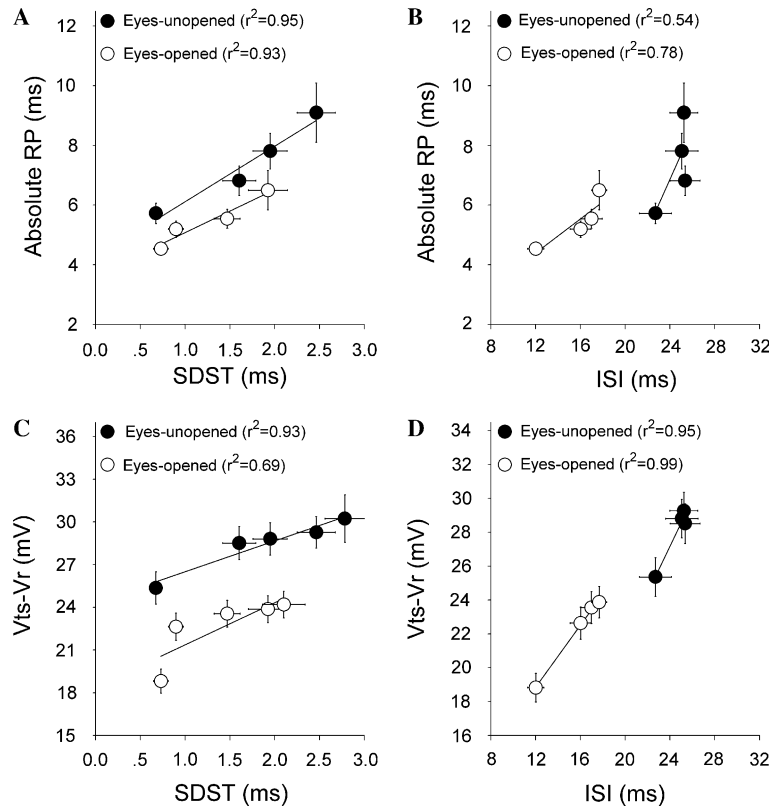 A
Eyes-unopened (r²=0.95)
Eyes-opened (r²=0.93)
12
10
8
6
4
2
Absolute RP (ms)
0.0 1.0 1.5 2.0 2.5 3.0
SDST (ms)
B
Eyes-unopened (r²=0.54)
Eyes-opened (r²=0.78)
12
10
8
6
4
2
Absolute RP (ms)
8 12 16 20 24 28 32
ISI (ms)
C
Eyes-unopened (r²=0.93)
Eyes-opened (r²=0.69)
36
33
30
27
24
21
18
15
Vts-Vr (mV)
.0 .5 1.0 1.5 2.0 2.5 3.0
SDST (ms)
D
Eyes-unopened (r²=0.95)
Eyes-opened (r²=0.99)
34
32
30
28
26
24
22
20
18
16
Vts-Vr (mV)
8 12 16 20 24 28 32
ISI (ms)